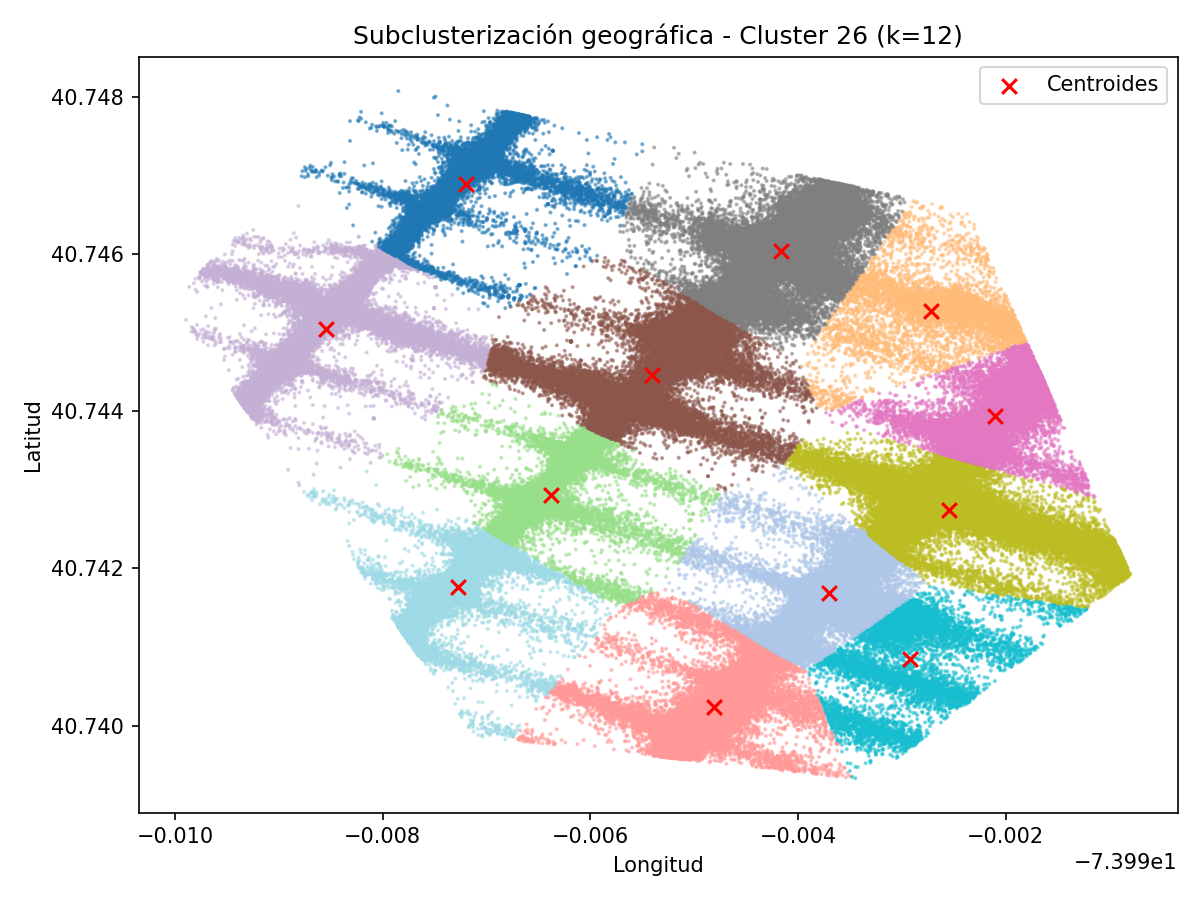 Subclusterización geográfica - Cluster 26 (k=12)
Centroides
40.748
40.746
40.744
40.742
40.740
Latitud
−0.010
−0.008
−0.006
−0.004
−0.002
Longitud
−7.399e1